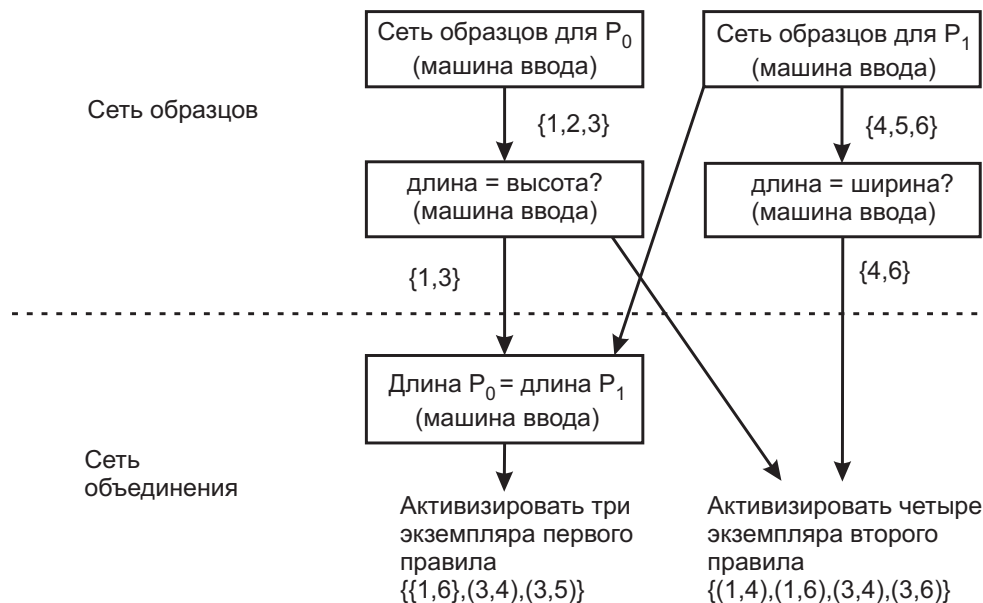 Сеть образцов для P0
(машина ввода)
Сеть образцов для P1
(машина ввода)
Сеть образцов
{1,2,3}
{4,5,6}
длина = высота?
(машина ввода)
длина = ширина?
(машина ввода)
{1,3}
{4,6}
Длина P0 = длина P1
(машина ввода)
Сеть
объединения
Активизировать три
экземпляра первого
правила
{{1,6},(3,4),(3,5)}
Активизировать четыре
экземпляра второго
правила
{(1,4),(1,6),(3,4),(3,6)}